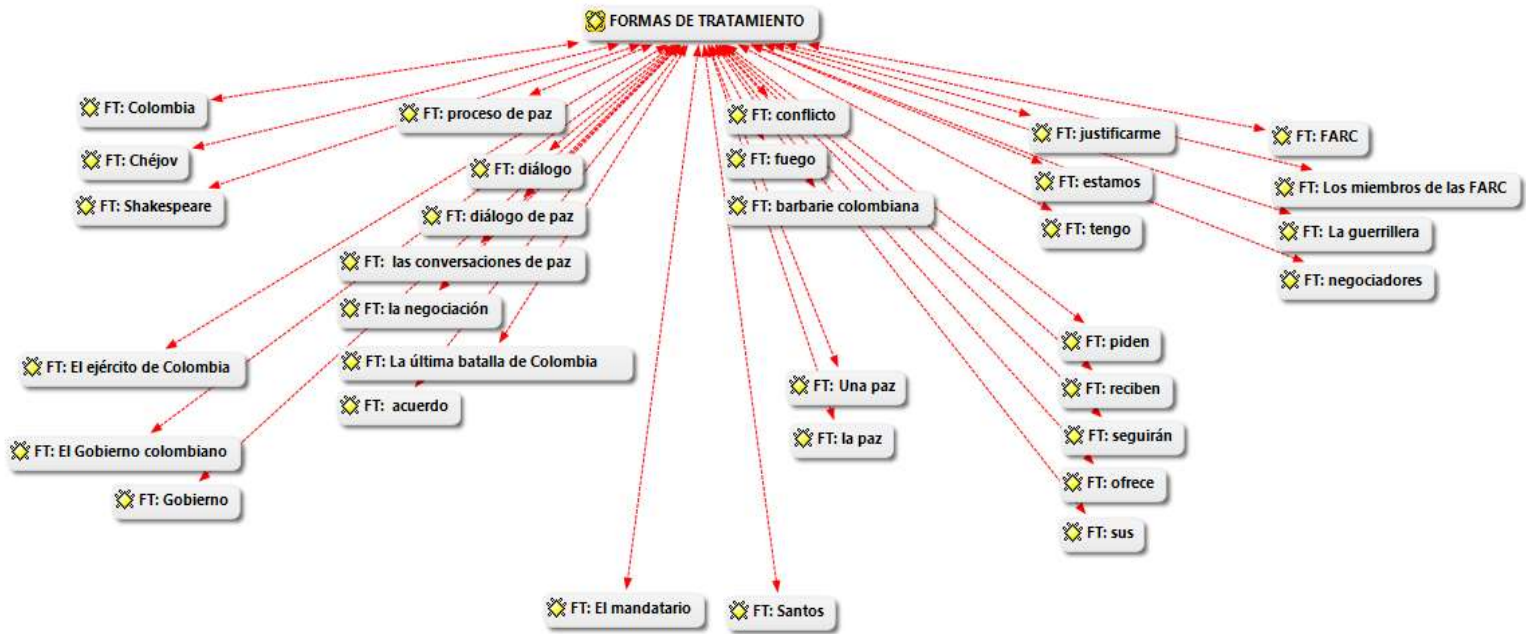 FORMAS DE TRATAMIENTO
FT: Colombia
FT: Chéjov
FT: Shakespeare
FT: proceso de paz
FT: diálogo
FT: diálogo de paz
FT: las conversaciones de paz
FT: la negociación
FT: La última batalla de Colombia
FT: acuerdo
FT: El ejército de Colombia
FT: El Gobierno colombiano
FT: Gobierno
FT: conflicto
FT: fuego
FT: barbarie colombiana
FT: justificarme
FT: estamos
FT: tengo
FT: FARC
FT: Los miembros de las FARC
FT: La guerrillera
FT: negociadores
FT: Una paz
FT: la paz
FT: piden
FT: reciben
FT: seguirán
FT: ofrece
FT: sus
FT: El mandatario
FT: Santos